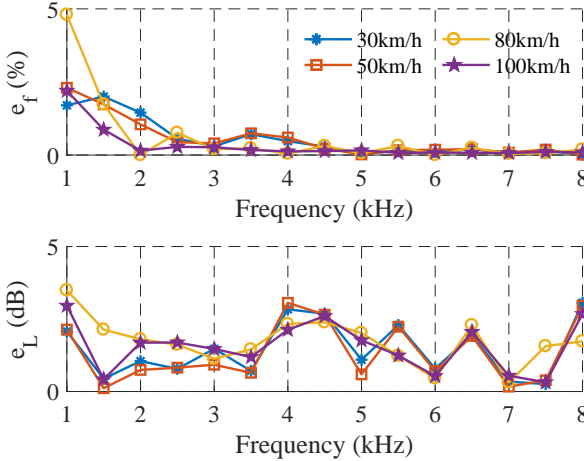 5
30km/h 80km/h
50km/h 100km/h
e_f (%)
0
1 2 3 4 5 6 7 8
Frequency (kHz)
5
e_L (dB)
0
1 2 3 4 5 6 7 8
Frequency (kHz)